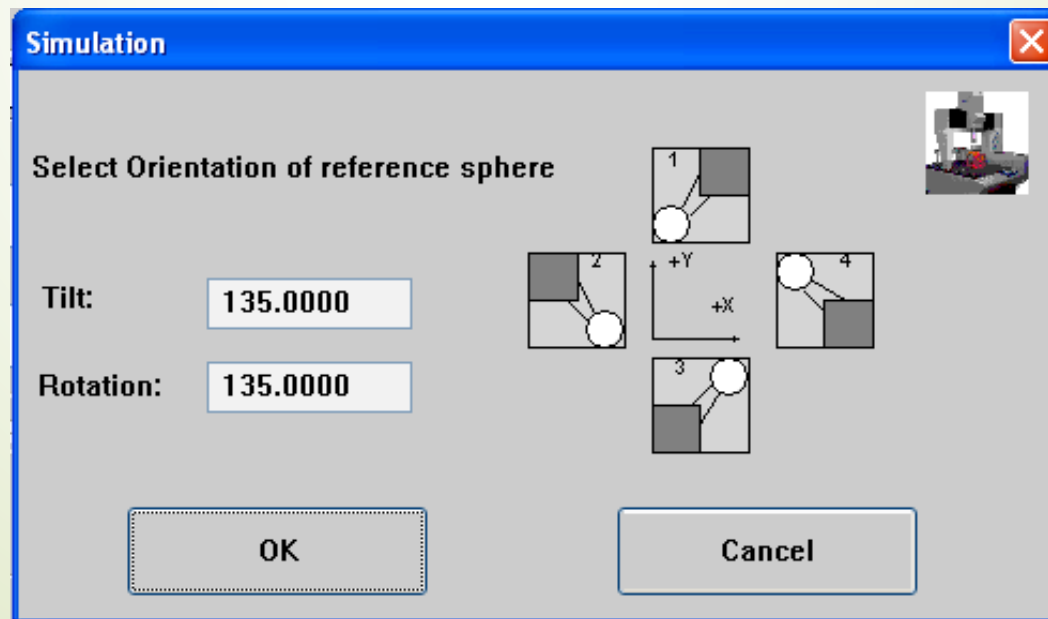 Simulation
Select Orientation of reference sphere
1
2
+Y
4
Tilt:
135.0000
+X
3
Rotation:
135.0000
OK
Cancel